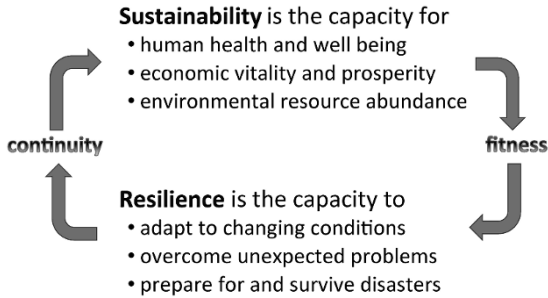 Sustainability is the capacity for
• human health and well being
• economic vitality and prosperity
• environmental resource abundance
continuity
fitness
Resilience is the capacity to
• adapt to changing conditions
• overcome unexpected problems
• prepare for and survive disasters